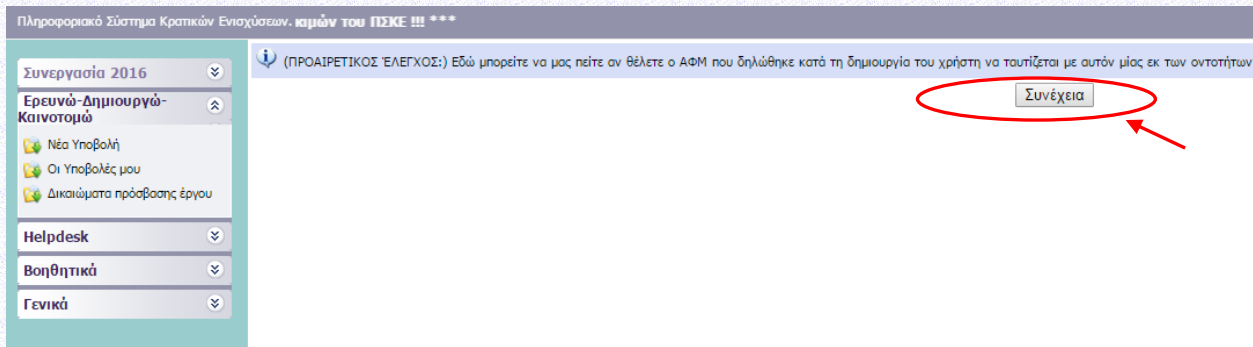 Πληροφοριακό Σύστημα Κρατικών Ενισχύσεων. κιμών του ΠΣΚΕ !!! ***
(ΠΡΟΑΙΡΕΤΙΚΟΣ ΈΛΕΓΧΟΣ:) Εδώ μπορείτε να μας πείτε αν θέλετε ο ΑΦΜ που δηλώθηκε κατά τη δημιουργία του χρήστη να ταυτίζεται με αυτόν μίας εκ των οντοτήτων
Συνέχεια
Συνεργασία 2016
Ερευνώ-Δημιουργώ-
Καινοτομώ
Νέα Υποβολή
Οι Υποβολές μου
Δικαιώματα πρόσβασης έργου
Helpdesk
Βοηθητικά
Γενικά